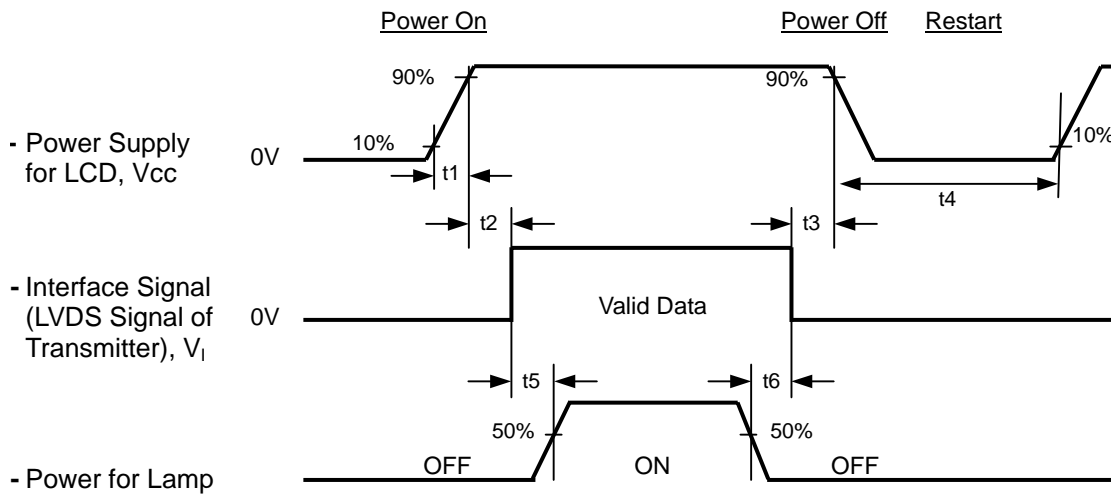 Power On
Power Off
Restart
90%
90%
- Power Supply
for LCD, Vcc
0V
10%
10%
t1
t4
t2
t3
- Interface Signal
(LVDS Signal of
Transmitter), VI
0V
Valid Data
t5
t6
50%
50%
- Power for Lamp
OFF
ON
OFF